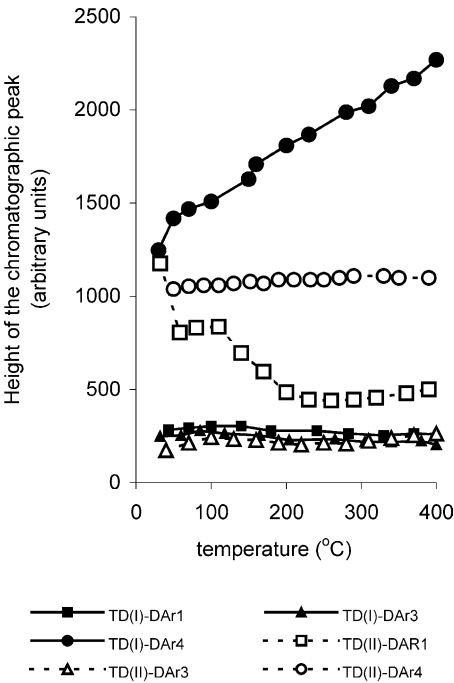 2500
2000
1500
1000
500
0
Height of the chromatographic peak
(arbitrary units)
0 100 200 300 400
temperature (°C)
TD(I)-DAr1 TD(I)-DAr3
TD(I)-DAr4 TD(II)-DAR1
TD(II)-DAr3 TD(II)-DAr4